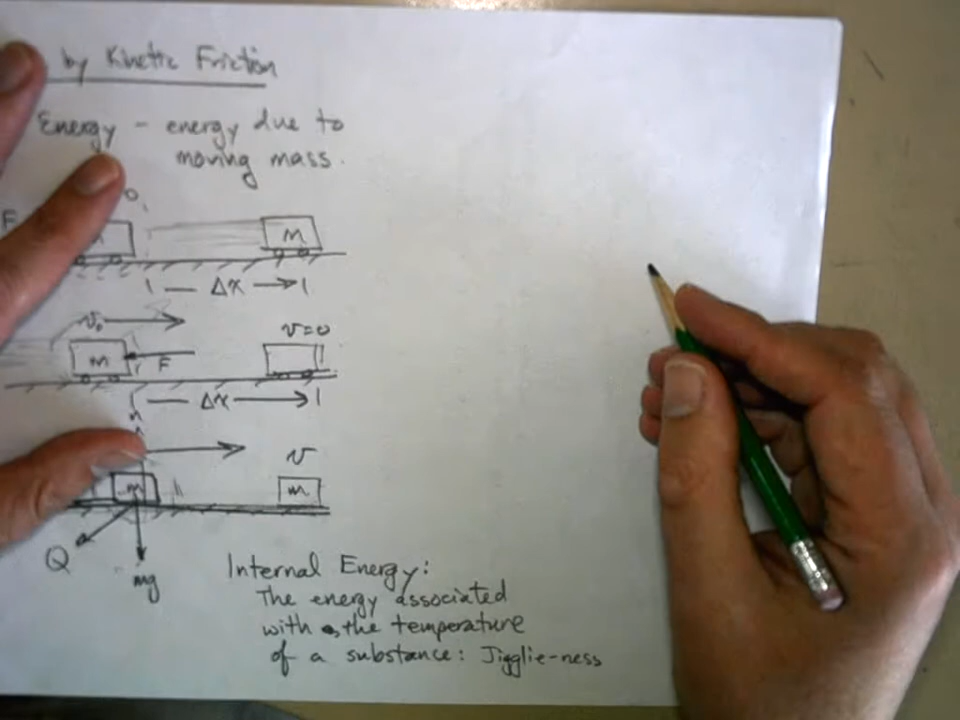 by Kinetic Friction
Energy - energy due to
moving mass.
F
m
m
Δx
v₀
v=0
m
F
Δx
n
v
m
m
Q
mg
Internal Energy:
The energy associated
with the temperature
of a substance: Jigglie-ness